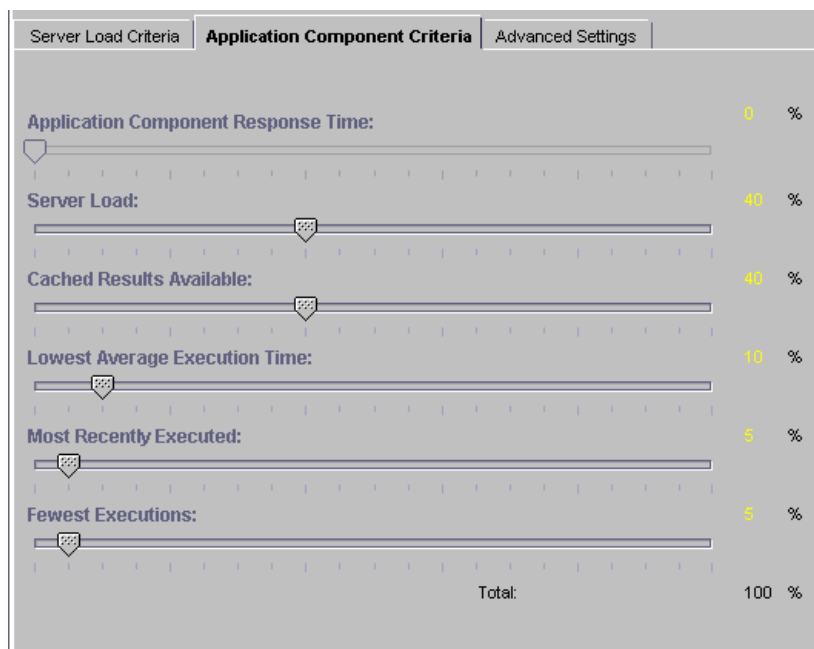 Server Load Criteria Application Component Criteria Advanced Settings
Application Component Response Time: 0 %
Server Load: 40 %
Cached Results Available: 40 %
Lowest Average Execution Time: 10 %
Most Recently Executed: 5 %
Fewest Executions: 5 %
Total: 100 %